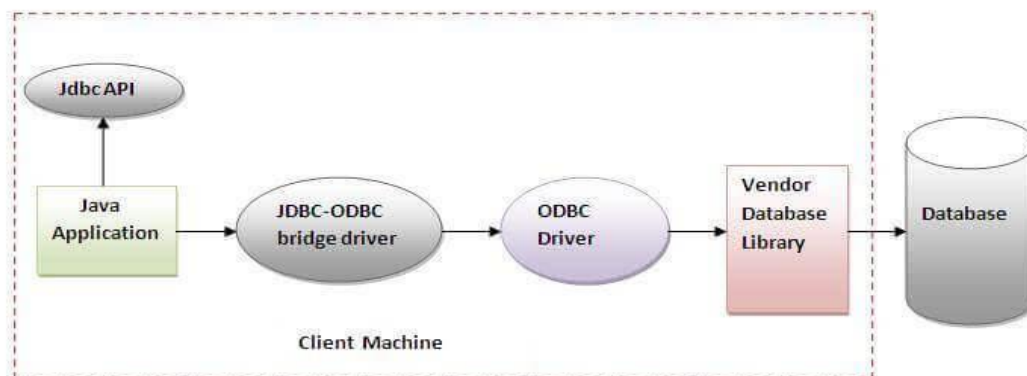 Jdbc API
Java
Application
JDBC-ODBC
bridge driver
ODBC
Driver
Vendor
Database
Library
Database
Client Machine